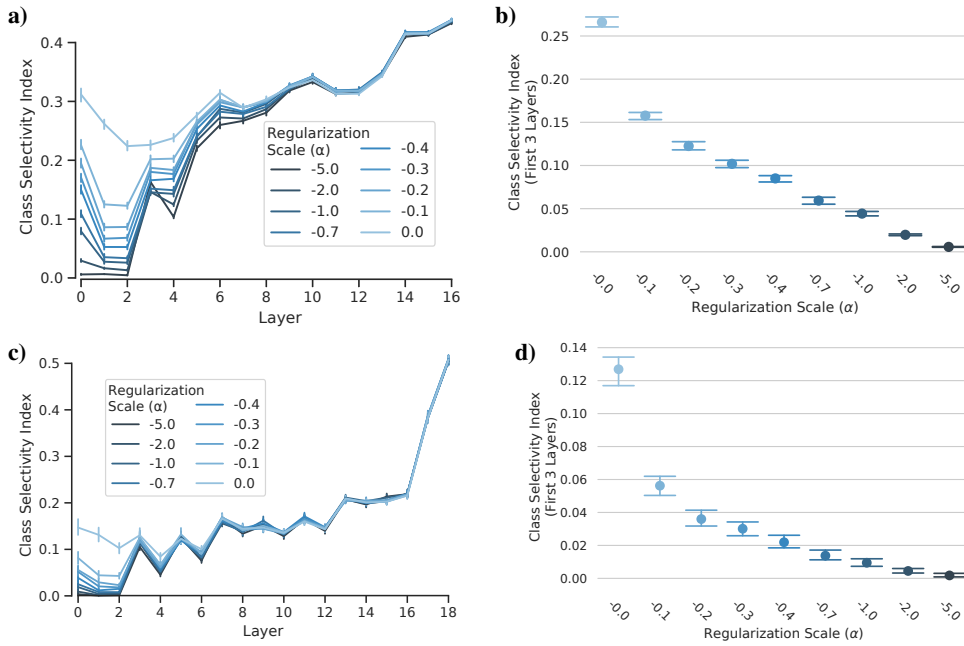 a)
Class Selectivity Index
0.4
0.3
0.2
0.1
0.0
Regularization
Scale (α)
-5.0
-2.0
-1.0
-0.7
-0.4
-0.3
-0.2
-0.1
0.0
0 2 4 6 8 10 12 14 16
Layer
b)
Class Selectivity Index
(First 3 Layers)
0.25
0.20
0.15
0.10
0.05
0.00
-0.0 -0.1 -0.2 -0.3 -0.4 -0.7 -1.0 -2.0 -5.0
Regularization Scale (α)
c)
Class Selectivity Index
0.5
0.4
0.3
0.2
0.1
0.0
Regularization
Scale (α)
-5.0
-2.0
-1.0
-0.7
-0.4
-0.3
-0.2
-0.1
0.0
0 2 4 6 8 10 12 14 16 18
Layer
d)
Class Selectivity Index
(First 3 Layers)
0.14
0.12
0.10
0.08
0.06
0.04
0.02
0.00
-0.0 -0.1 -0.2 -0.3 -0.4 -0.7 -1.0 -2.0 -5.0
Regularization Scale (α)